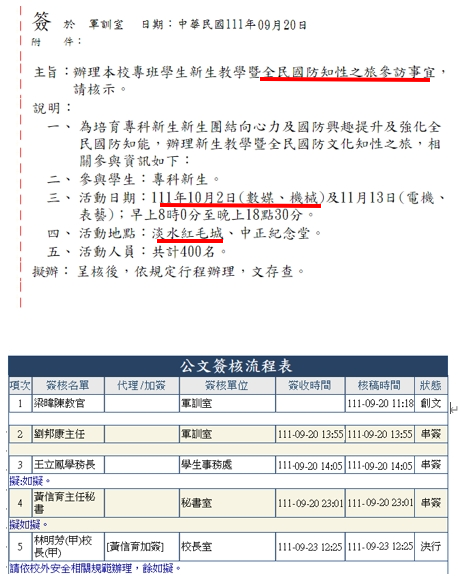 簽 於 軍訓室 日期：中華民國111年09月20日
附 件：
主旨：辦理本校專班學生新生教學暨全民國防知性之旅參訪事宜，
請核示。
說明：
一、為培育專科新生新生團結向心力及國防興趣提升及強化全
民國防知能，辦理新生教學暨全民國防文化知性之旅，相
關參與資訊如下：
二、參與學生：專科新生。
三、活動日期：111年10月2日(數媒、機械)及11月13日(電機、
表藝)；早上8時0分至晚上18點30分。
四、活動地點：淡水紅毛城、中正紀念堂。
五、活動人員：共計400名。
擬辦：呈核後，依規定行程辦理，文存查。
公文簽核流程表
項次 簽核名單 代理/加簽 簽核單位 簽收時間 核稿時間 狀態
1 梁暐陳教官 軍訓室 111-09-20 11:18 創文
2 劉邦康主任 軍訓室 111-09-20 13:55 111-09-20 13:55 串簽
3 王立鳳學務長 學生事務處 111-09-20 14:05 111-09-20 14:05 串簽
擬:如擬。
4 黃信育主任秘書 秘書室 111-09-20 23:01 111-09-20 23:01 串簽
如擬。
5 林明芳(甲)校長(甲) [黃信育加簽] 校長室 111-09-23 12:25 111-09-23 12:25 決行
請依校外安全相關規範辦理，餘如擬。